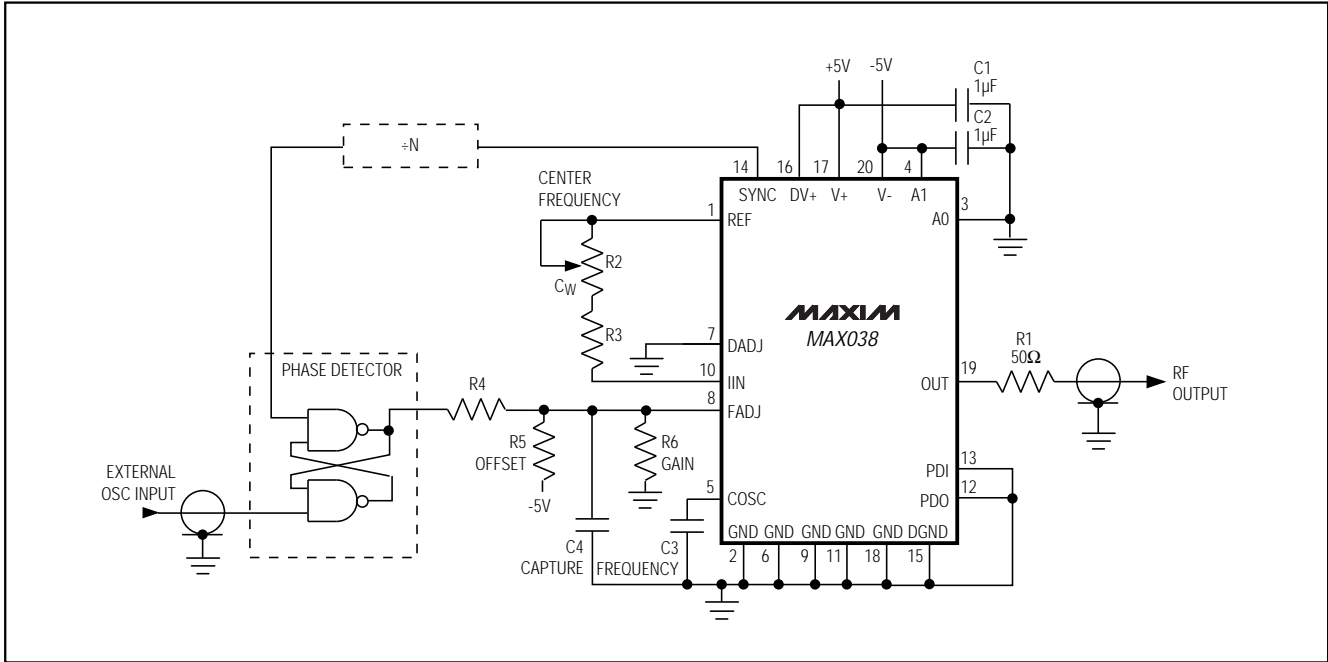 +5V
-5V
C1
1µF
C2
1µF
÷N
14
16
17
20
4
SYNC
DV+
V+
V-
A1
CENTER
FREQUENCY
1
REF
3
A0
R2
CW
R3
MAXIM
MAX038
7
DADJ
10
IIN
8
FADJ
R1
50Ω
19
OUT
RF
OUTPUT
PHASE DETECTOR
R4
R5
OFFSET
-5V
R6
GAIN
EXTERNAL
OSC INPUT
5
COSC
13
PDI
12
PDO
GND
GND
GND
GND
GND
DGND
2
6
9
11
18
15
C4
CAPTURE
C3
FREQUENCY